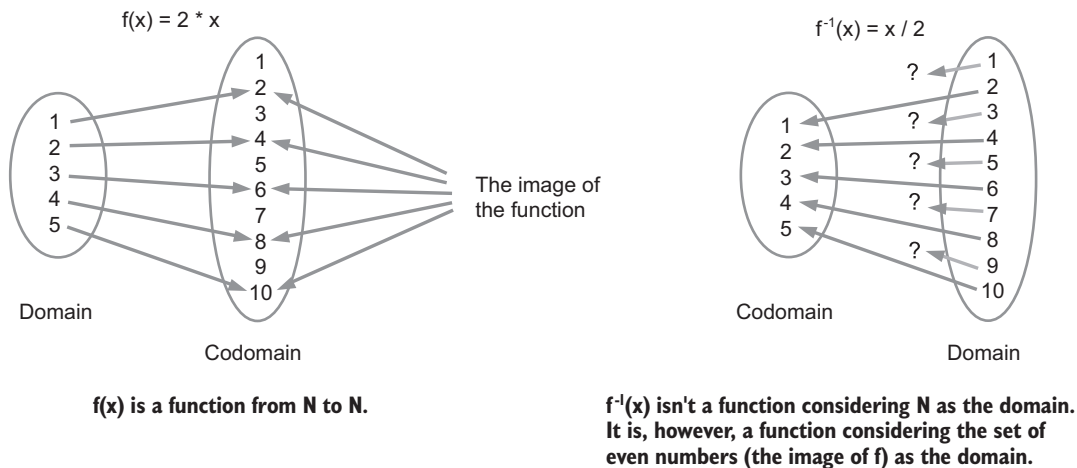 f(x) = 2 * x
1
2
3
4
5
1
2
3
4
5
6
7
8
9
10
The image of
the function
Domain
Codomain
f(x) is a function from N to N.
f⁻¹(x) = x / 2
1
2
3
4
5
?
?
?
?
?
1
2
3
4
5
6
7
8
9
10
Codomain
Domain
f⁻¹(x) isn't a function considering N as the domain.
It is, however, a function considering the set of
even numbers (the image of f) as the domain.